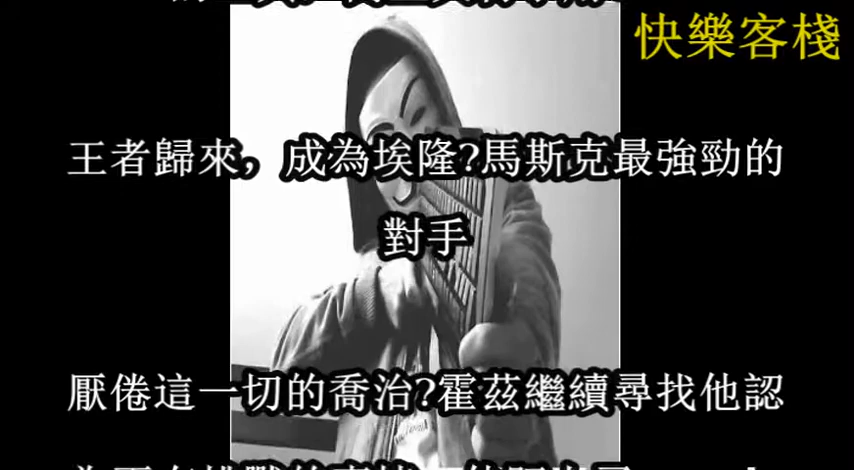 快樂客棧
王者歸來，成為埃隆?馬斯克最強勁的
對手
厭倦這一切的喬治?霍茲繼續尋找他認